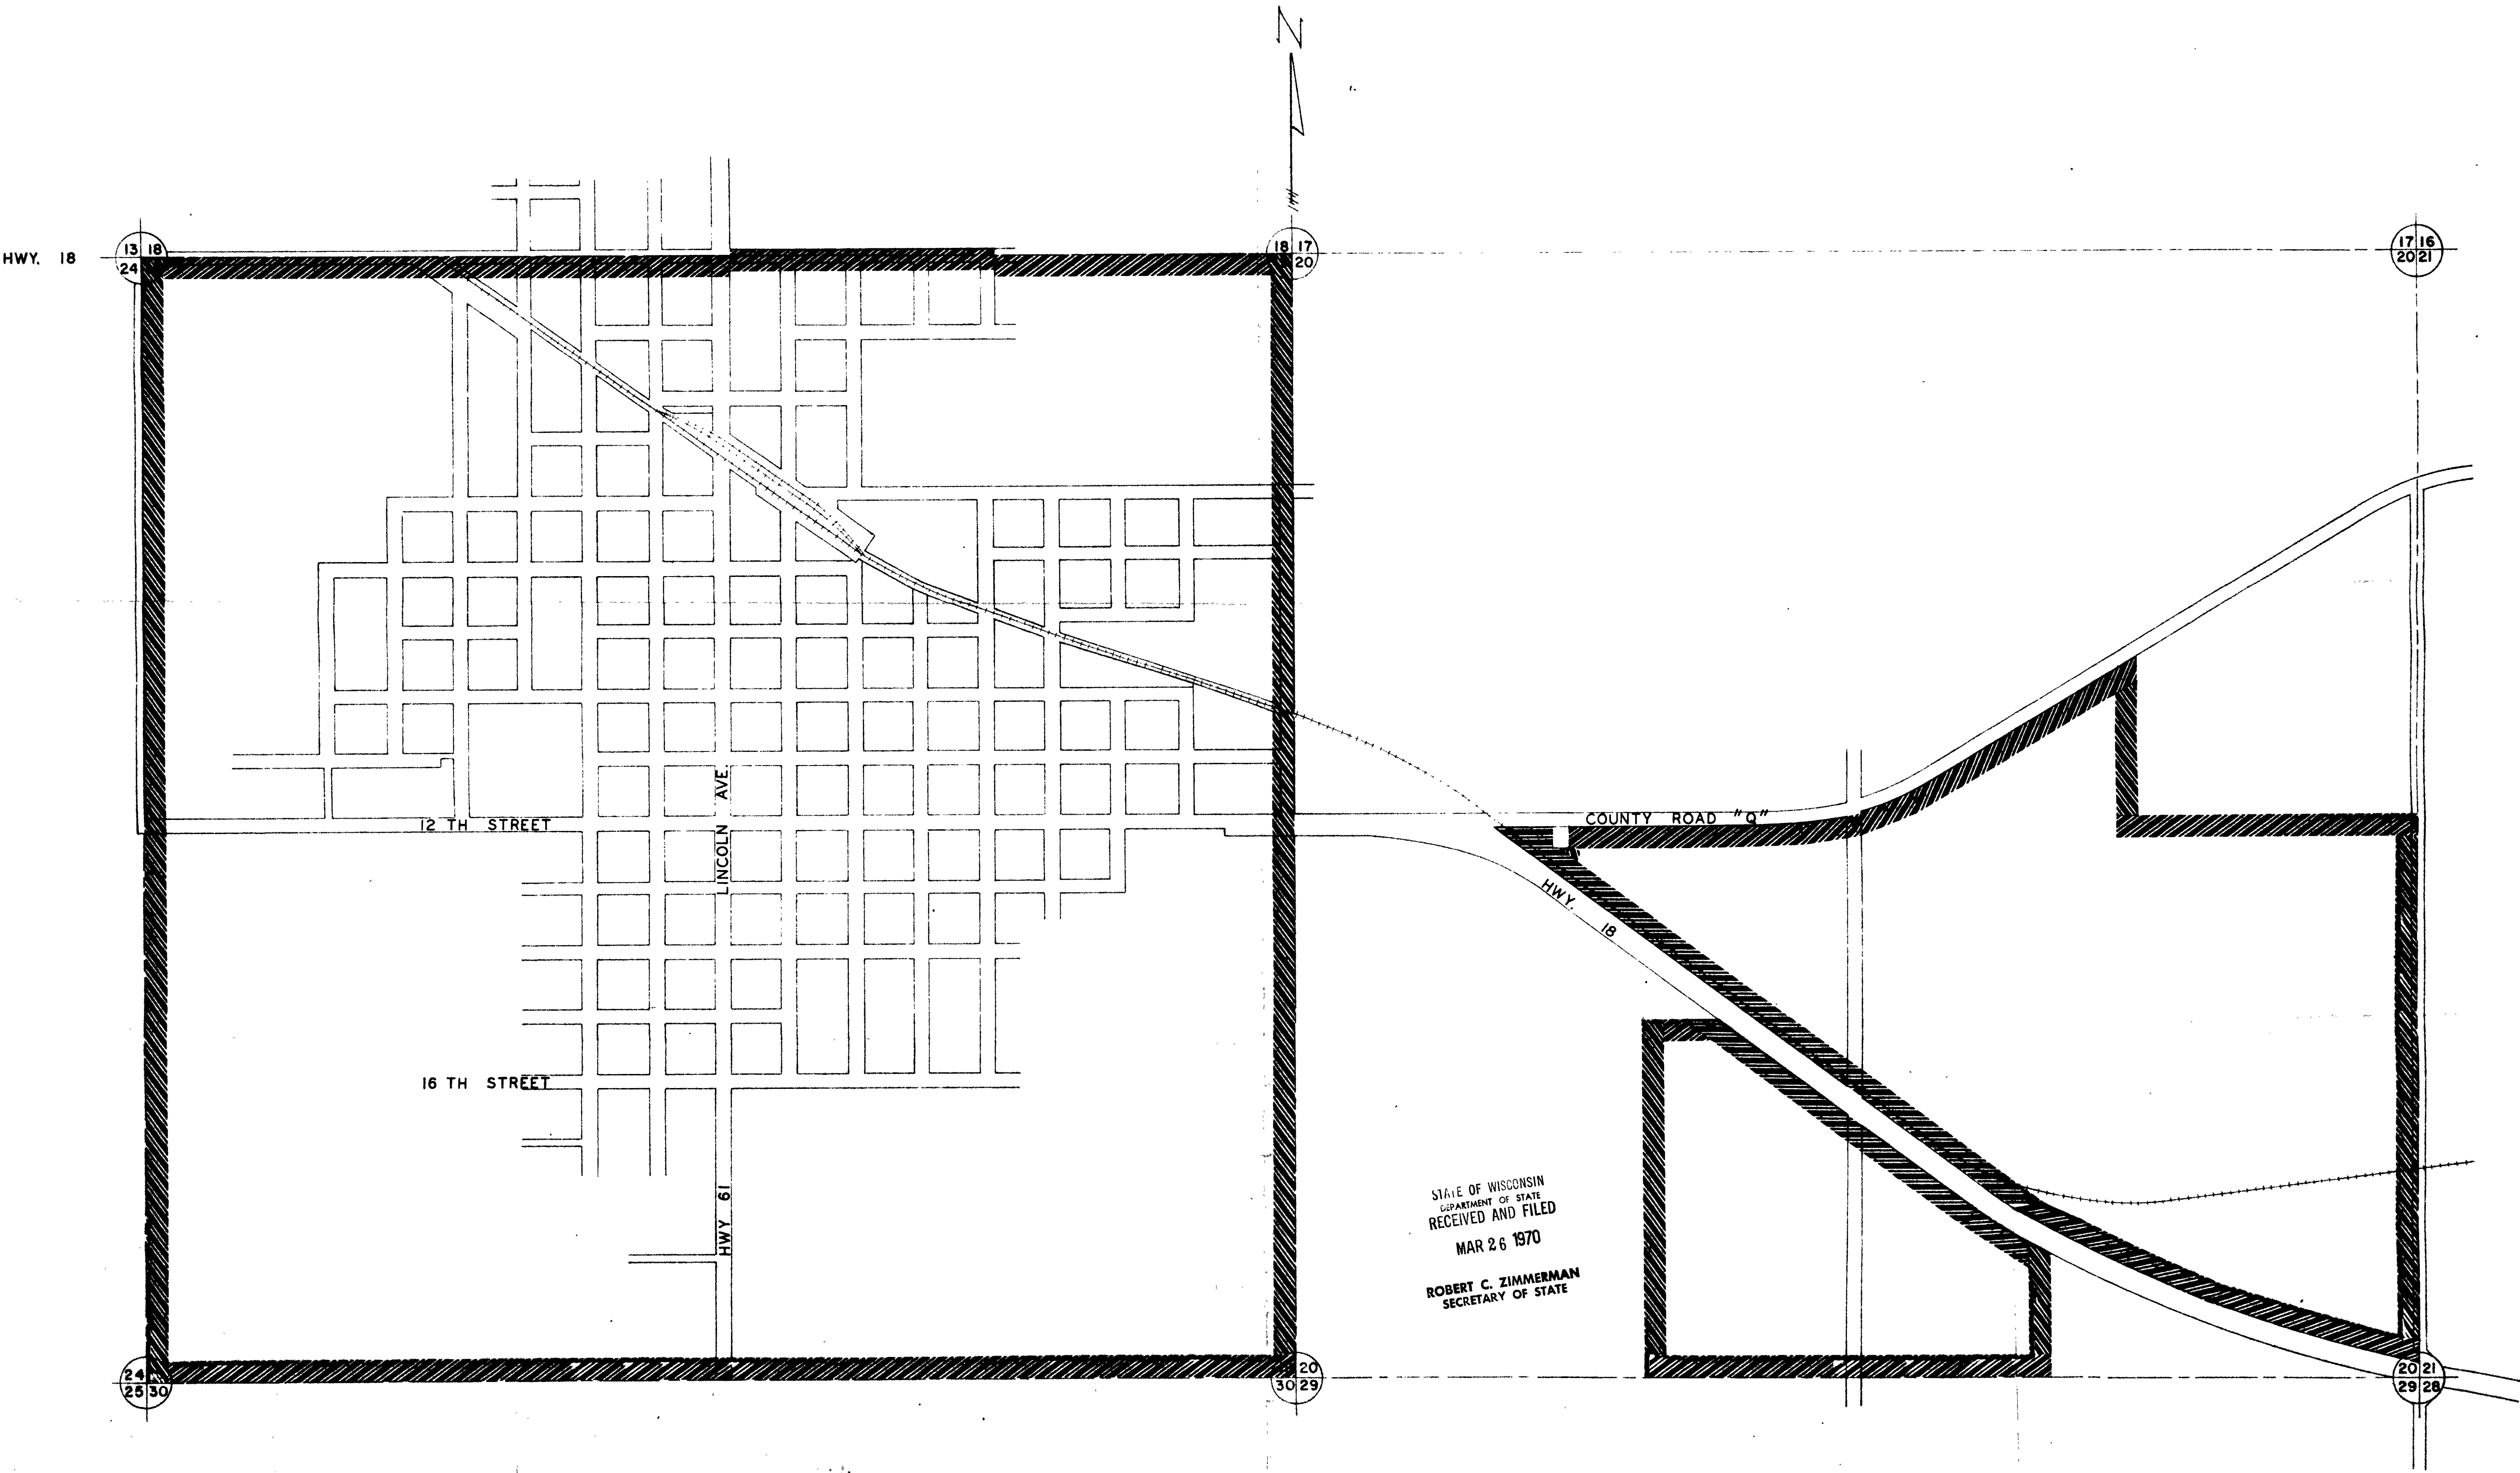 N
HWY. 18
13 18
24
18 17
20
17 16
20 21
12 TH STREET
LINCOLN AVE.
COUNTY ROAD "Q"
HWY. 18
16 TH STREET
HWY 61
STATE OF WISCONSIN
DEPARTMENT OF STATE
RECEIVED AND FILED
MAR 26 1970
ROBERT C. ZIMMERMAN
SECRETARY OF STATE
24
25 30
20
30 29
20 21
29 28